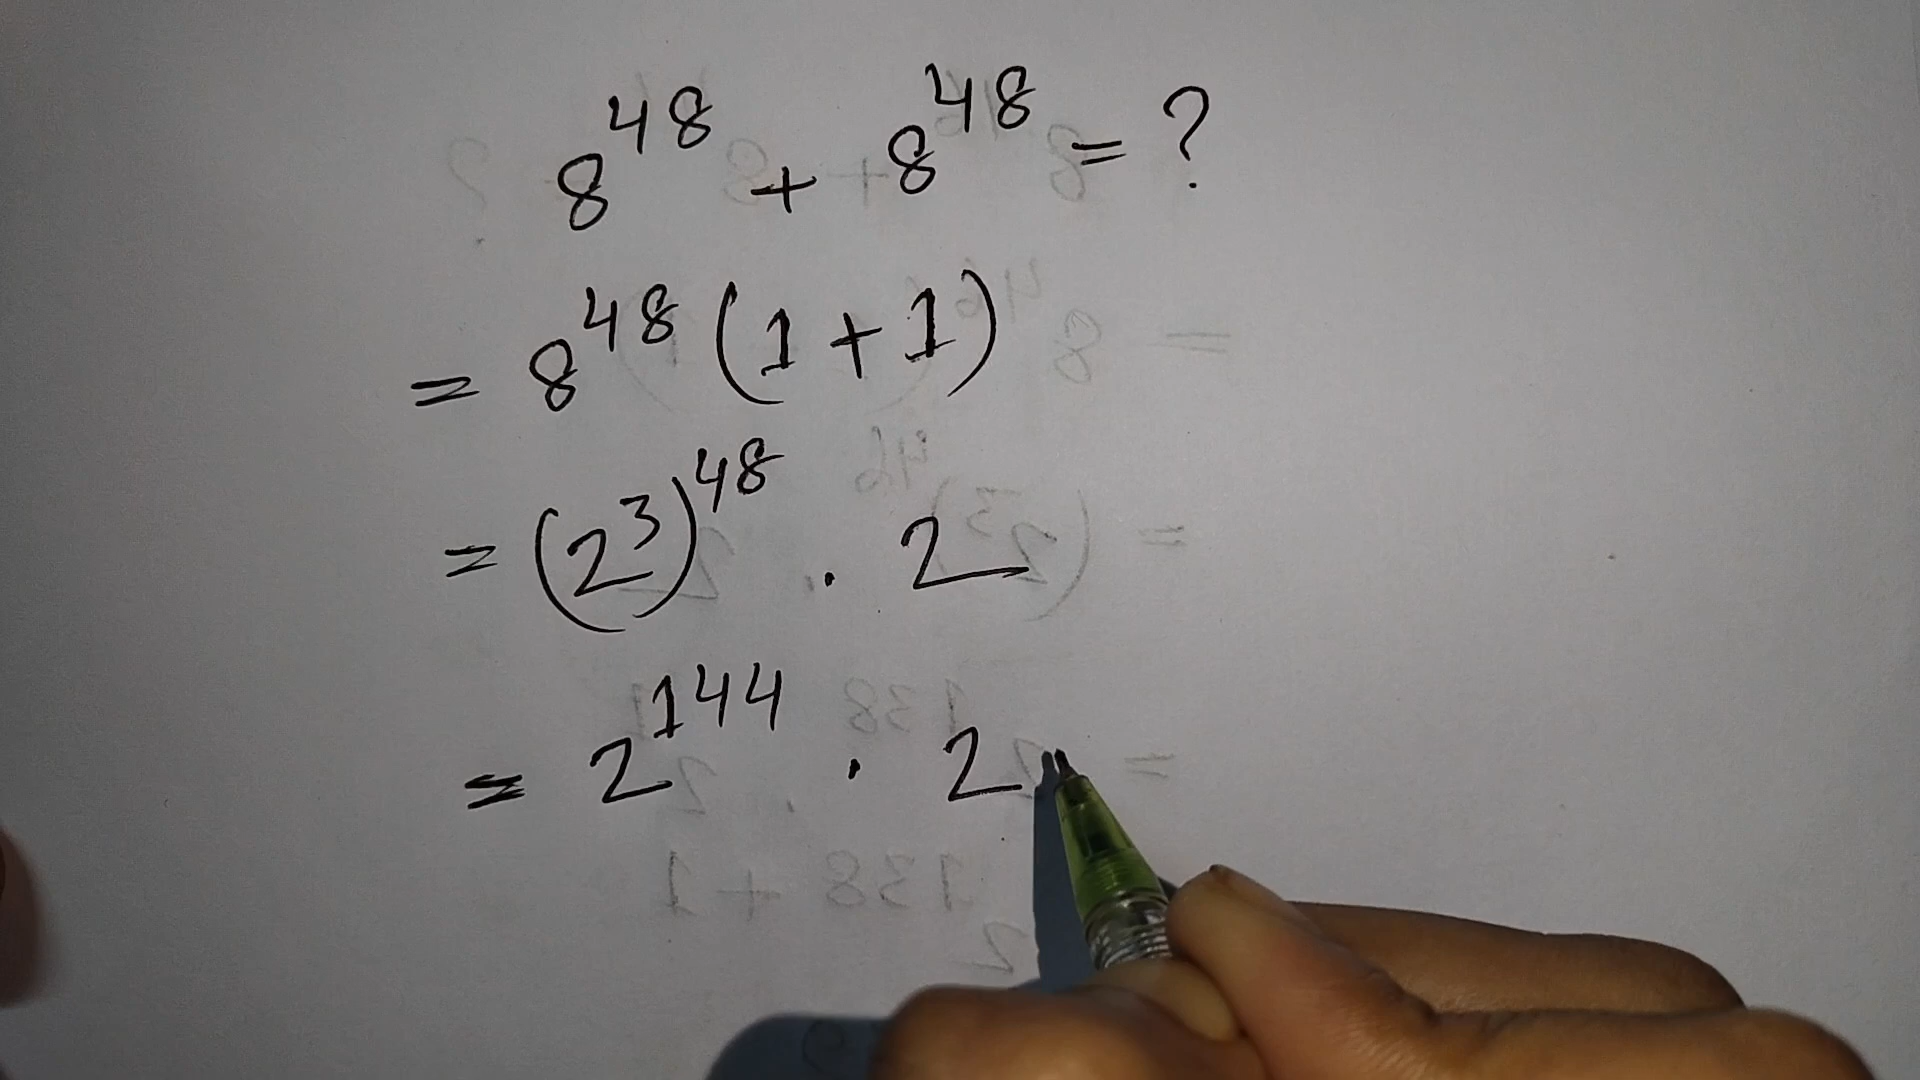 8^48 + 8^48 = ?
= 8^48 (1 + 1)
= (2^3)^48 . 2
= 2^144 . 2